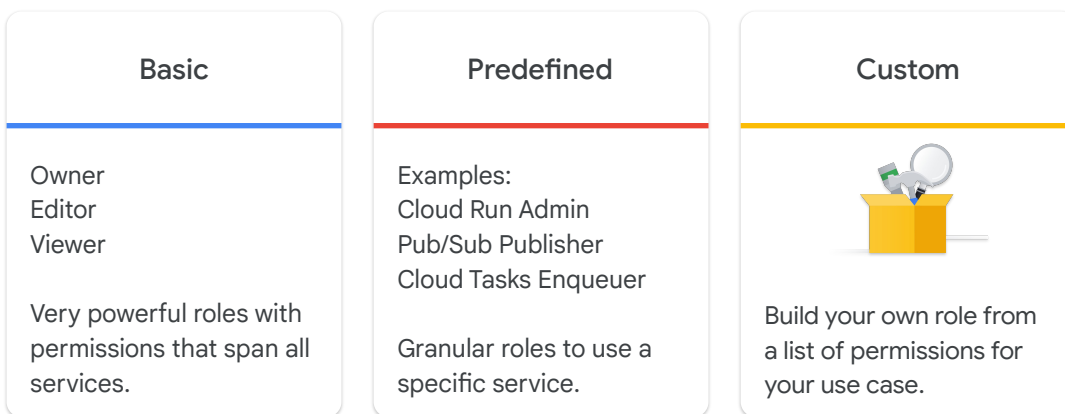 Basic
Owner
Editor
Viewer
Very powerful roles with
permissions that span all
services.
Predefined
Examples:
Cloud Run Admin
Pub/Sub Publisher
Cloud Tasks Enqueuer
Granular roles to use a
specific service.
Custom
Build your own role from
a list of permissions for
your use case.